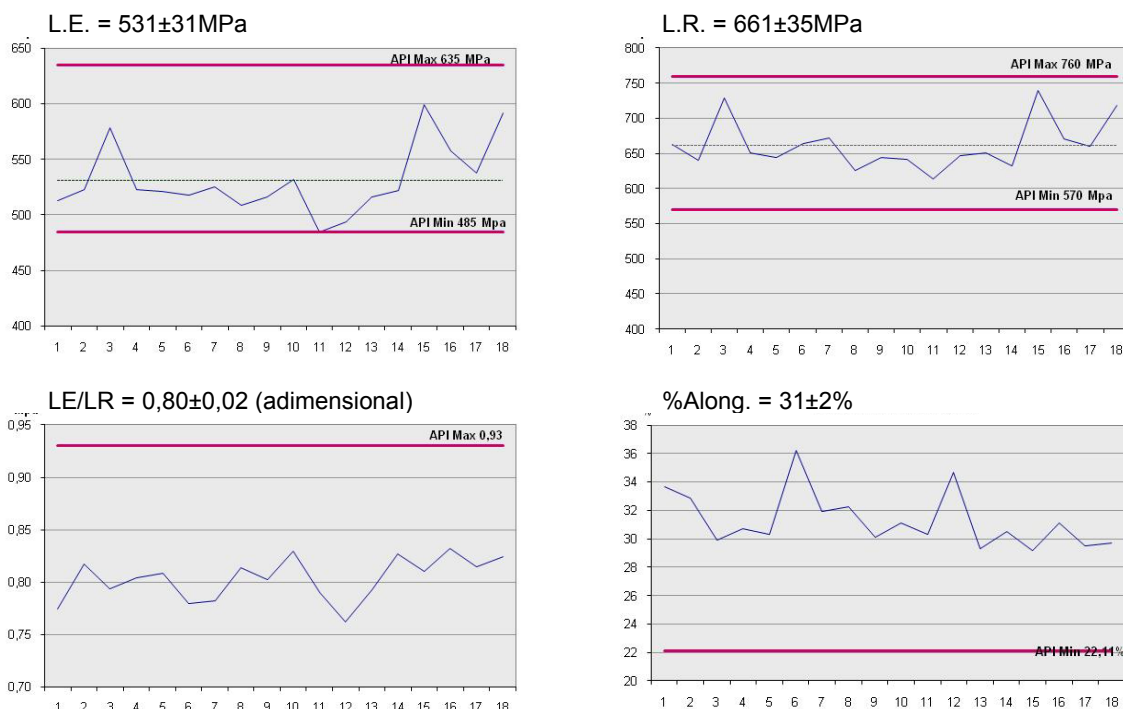 L.E. = 531±31MPa
650
API Max 635 MPa
600
550
500
API Min 485 Mpa
450
400
1 2 3 4 5 6 7 8 9 10 11 12 13 14 15 16 17 18
L.R. = 661±35MPa
800
API Max 760 MPa
750
700
650
600
API Min 570 Mpa
550
500
450
400
1 2 3 4 5 6 7 8 9 10 11 12 13 14 15 16 17 18
LE/LR = 0,80±0,02 (adimensional)
0,95
API Max 0,93
0,90
0,85
0,80
0,75
0,70
1 2 3 4 5 6 7 8 9 10 11 12 13 14 15 16 17 18
%Along. = 31±2%
38
36
34
32
30
28
26
24
22
API Min 22,11%
20
1 2 3 4 5 6 7 8 9 10 11 12 13 14 15 16 17 18